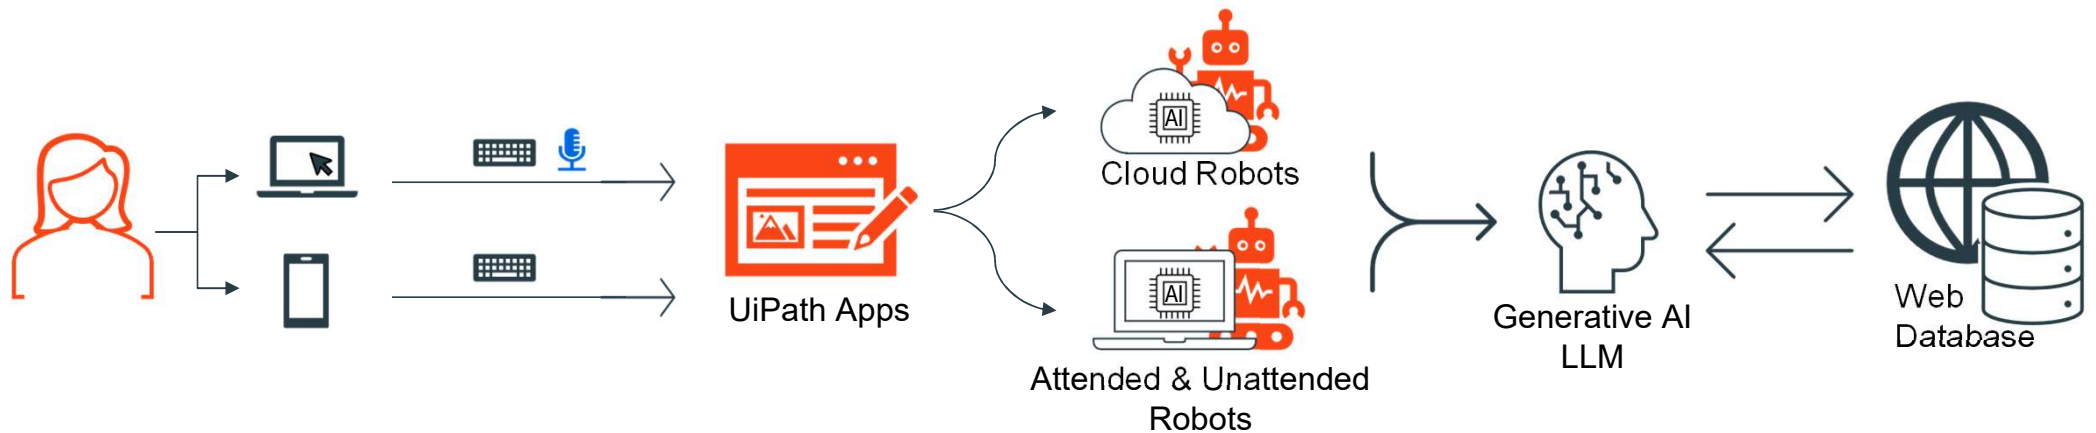 UiPath Apps
AI
Cloud Robots
AI
Attended & Unattended
Robots
Generative AI
LLM
Web
Database